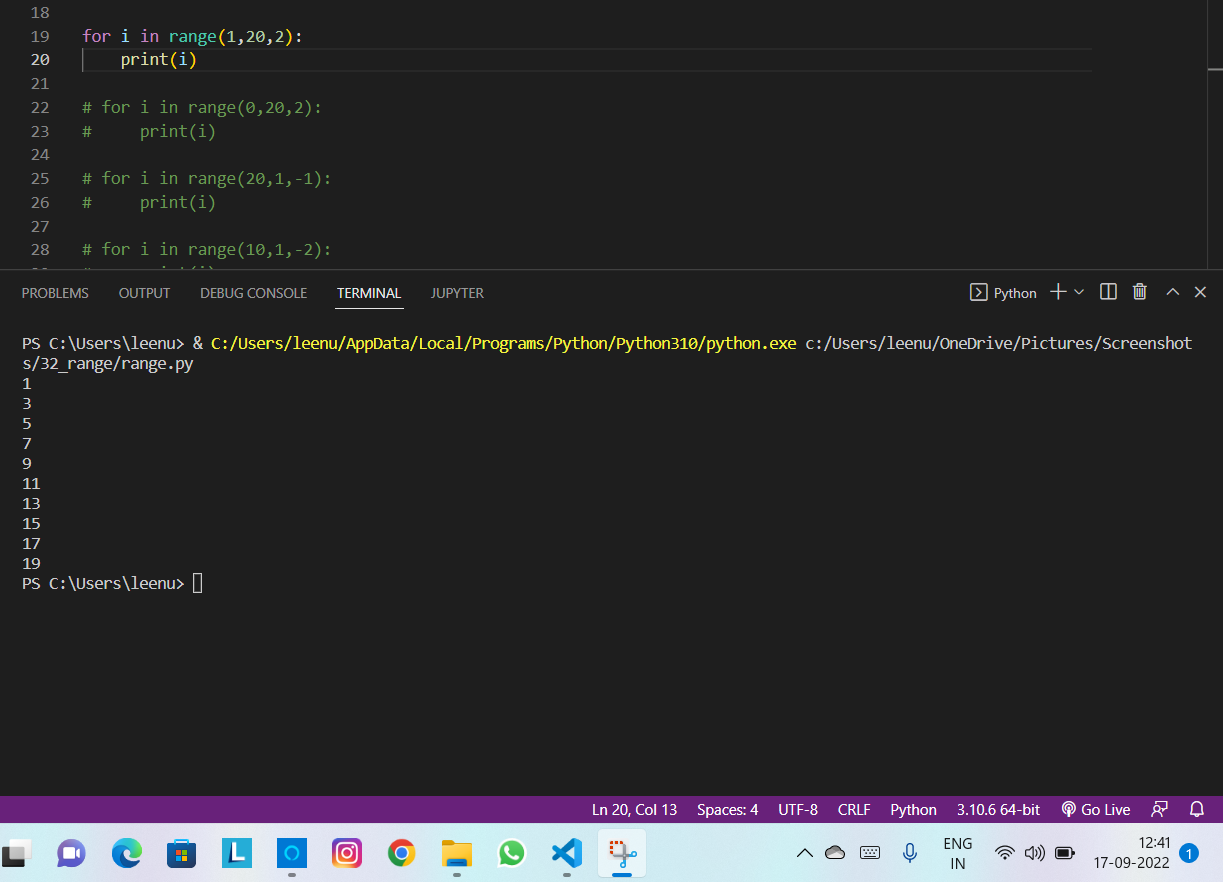 18
19 for i in range(1,20,2):
20     print(i)
21
22 # for i in range(0,20,2):
23 #     print(i)
24
25 # for i in range(20,1,-1):
26 #     print(i)
27
28 # for i in range(10,1,-2):
PROBLEMS OUTPUT DEBUG CONSOLE TERMINAL JUPYTER Python
PS C:\Users\leenu> & C:/Users/leenu/AppData/Local/Programs/Python/Python310/python.exe c:/Users/leenu/OneDrive/Pictures/Screenshot
s/32_range/range.py
1
3
5
7
9
11
13
15
17
19
PS C:\Users\leenu>
Ln 20, Col 13 Spaces: 4 UTF-8 CRLF Python 3.10.6 64-bit Go Live
L ENG 12:41
IN 17-09-2022 1